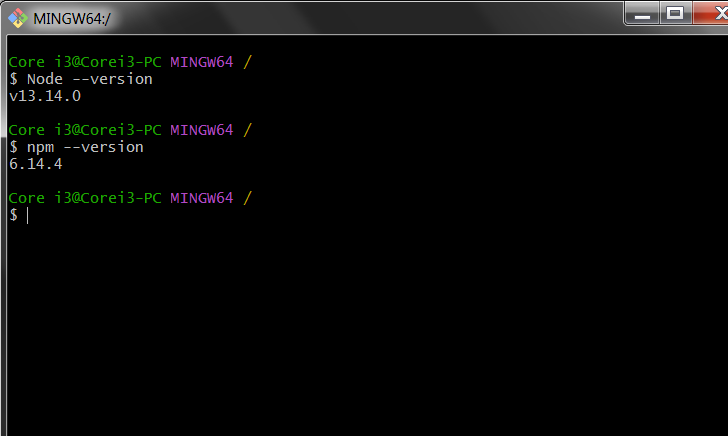 MINGW64:/
Core i3@Corei3-PC MINGW64 /
$ Node --version
v13.14.0
Core i3@Corei3-PC MINGW64 /
$ npm --version
6.14.4
Core i3@Corei3-PC MINGW64 /
$